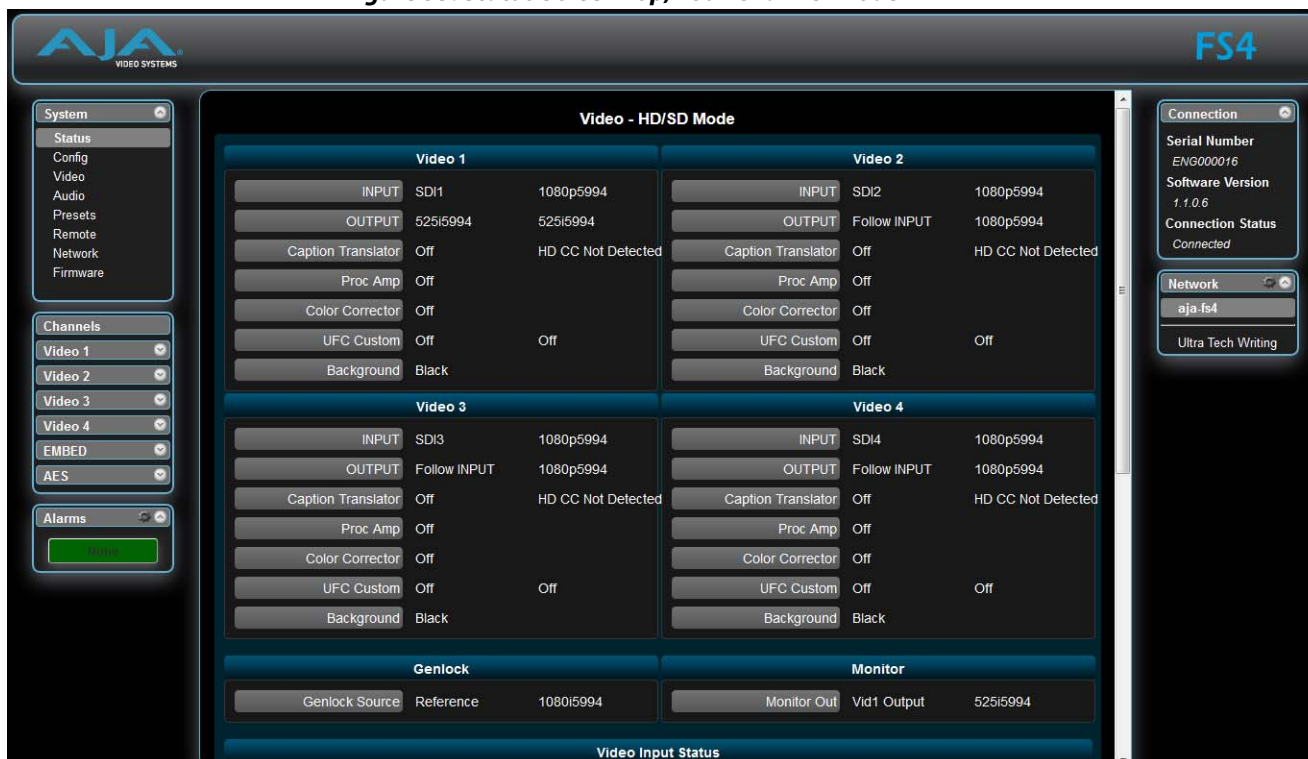 AJA
VIDEO SYSTEMS
FS4
System
Status
Config
Video
Audio
Presets
Remote
Network
Firmware
Channels
Video 1
Video 2
Video 3
Video 4
EMBED
AES
Alarms
None
Video - HD/SD Mode
Video 1
INPUT SDI1 1080p5994
OUTPUT 525i5994 525i5994
Caption Translator Off HD CC Not Detected
Proc Amp Off
Color Corrector Off
UFC Custom Off Off
Background Black
Video 2
INPUT SDI2 1080p5994
OUTPUT Follow INPUT 1080p5994
Caption Translator Off HD CC Not Detected
Proc Amp Off
Color Corrector Off
UFC Custom Off Off
Background Black
Video 3
INPUT SDI3 1080p5994
OUTPUT Follow INPUT 1080p5994
Caption Translator Off HD CC Not Detected
Proc Amp Off
Color Corrector Off
UFC Custom Off Off
Background Black
Video 4
INPUT SDI4 1080p5994
OUTPUT Follow INPUT 1080p5994
Caption Translator Off HD CC Not Detected
Proc Amp Off
Color Corrector Off
UFC Custom Off Off
Background Black
Genlock
Genlock Source Reference 1080i5994
Monitor
Monitor Out Vid1 Output 525i5994
Video Input Status
Connection
Serial Number
ENG000016
Software Version
1.1.0.6
Connection Status
Connected
Network
aja-fs4
Ultra Tech Writing